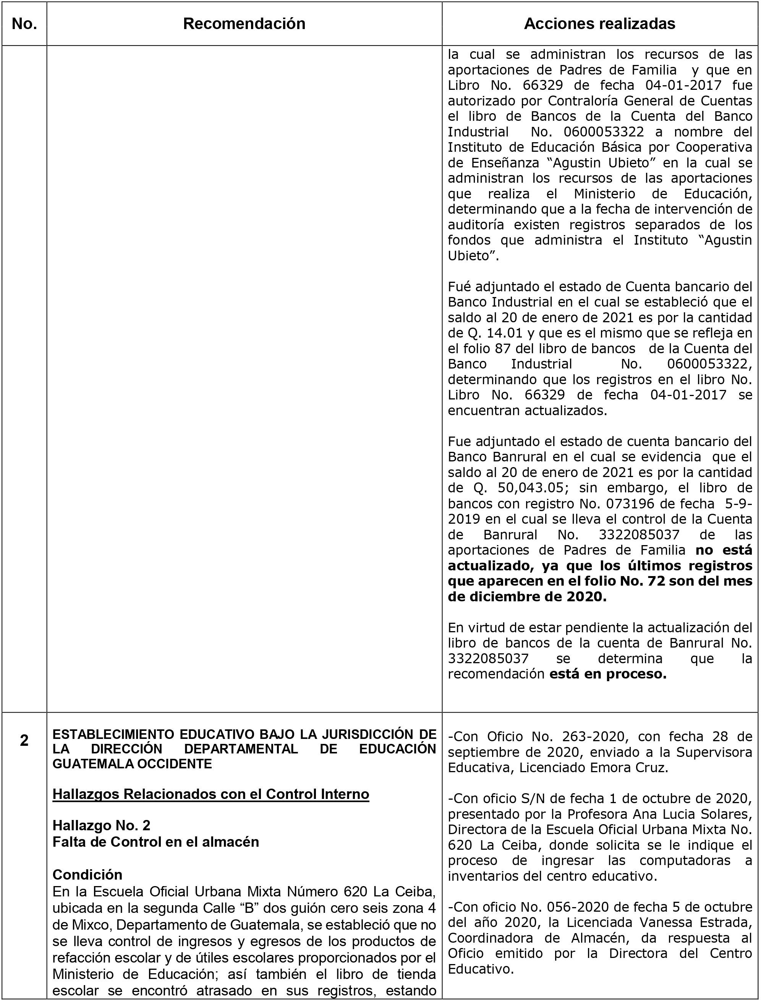 No.
Recomendación
Acciones realizadas
la cual se administran los recursos de las
aportaciones de Padres de Familia y que en
Libro No. 66329 de fecha 04-01-2017 fue
autorizado por Contraloría General de Cuentas
el libro de Bancos de la Cuenta del Banco
Industrial No. 0600053322 a nombre del
Instituto de Educación Básica por Cooperativa
de Enseñanza “Agustin Ubieto” en la cual se
administran los recursos de las aportaciones
que realiza el Ministerio de Educación,
determinando que a la fecha de intervención de
auditoría existen registros separados de los
fondos que administra el Instituto “Agustin
Ubieto”.
Fué adjuntado el estado de Cuenta bancario del
Banco Industrial en el cual se estableció que el
saldo al 20 de enero de 2021 es por la cantidad
de Q. 14.01 y que es el mismo que se refleja en
el folio 87 del libro de bancos de la Cuenta del
Banco Industrial No. 0600053322,
determinando que los registros en el libro No.
Libro No. 66329 de fecha 04-01-2017 se
encuentran actualizados.
Fue adjuntado el estado de cuenta bancario del
Banco Banrural en el cual se evidencia que el
saldo al 20 de enero de 2021 es por la cantidad
de Q. 50,043.05; sin embargo, el libro de
bancos con registro No. 073196 de fecha 5-9-
2019 en el cual se lleva el control de la Cuenta
de Banrural No. 3322085037 de las
aportaciones de Padres de Familia no está
actualizado, ya que los últimos registros
que aparecen en el folio No. 72 son del mes
de diciembre de 2020.
En virtud de estar pendiente la actualización del
libro de bancos de la cuenta de Banrural No.
3322085037 se determina que la
recomendación está en proceso.
2
ESTABLECIMIENTO EDUCATIVO BAJO LA JURISDICCIÓN DE
LA DIRECCIÓN DEPARTAMENTAL DE EDUCACIÓN
GUATEMALA OCCIDENTE
Hallazgos Relacionados con el Control Interno
Hallazgo No. 2
Falta de Control en el almacén
Condición
En la Escuela Oficial Urbana Mixta Número 620 La Ceiba,
ubicada en la segunda Calle “B” dos guión cero seis zona 4
de Mixco, Departamento de Guatemala, se estableció que no
se lleva control de ingresos y egresos de los productos de
refacción escolar y de útiles escolares proporcionados por el
Ministerio de Educación; así también el libro de tienda
escolar se encontró atrasado en sus registros, estando
-Con Oficio No. 263-2020, con fecha 28 de
septiembre de 2020, enviado a la Supervisora
Educativa, Licenciado Emora Cruz.
-Con oficio S/N de fecha 1 de octubre de 2020,
presentado por la Profesora Ana Lucia Solares,
Directora de la Escuela Oficial Urbana Mixta No.
620 La Ceiba, donde solicita se le indique el
proceso de ingresar las computadoras a
inventarios del centro educativo.
-Con oficio No. 056-2020 de fecha 5 de octubre
del año 2020, la Licenciada Vanessa Estrada,
Coordinadora de Almacén, da respuesta al
Oficio emitido por la Directora del Centro
Educativo.